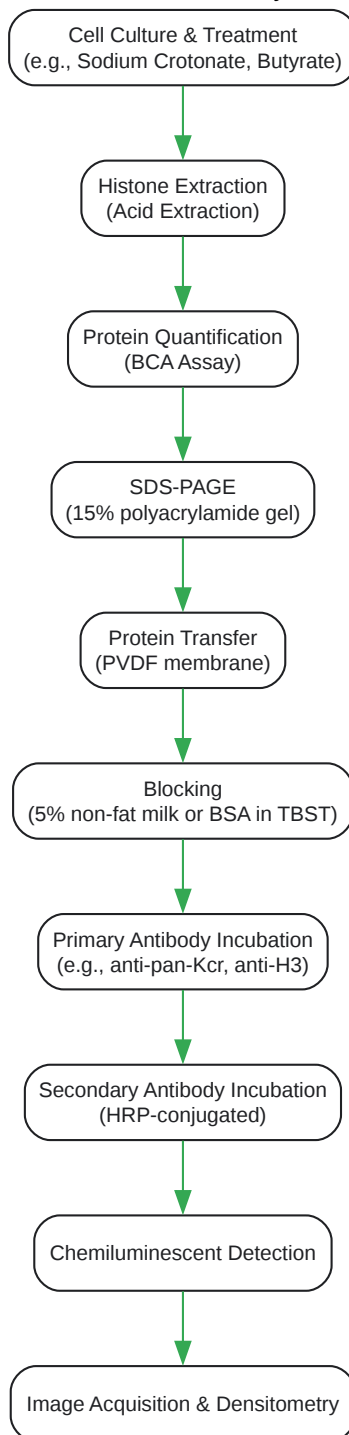 Cell Culture & Treatment
(e.g., Sodium Crotonate, Butyrate)
Histone Extraction
(Acid Extraction)
Protein Quantification
(BCA Assay)
SDS-PAGE
(15% polyacrylamide gel)
Protein Transfer
(PVDF membrane)
Blocking
(5% non-fat milk or BSA in TBST)
Primary Antibody Incubation
(e.g., anti-pan-Kcr, anti-H3)
Secondary Antibody Incubation
(HRP-conjugated)
Chemiluminescent Detection
Image Acquisition & Densitometry